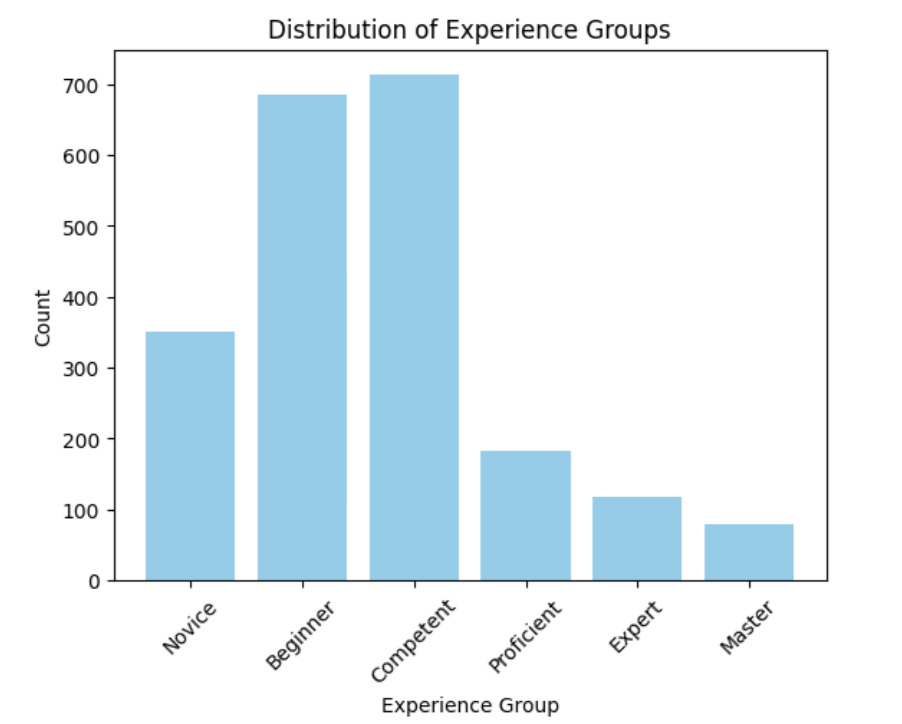 Distribution of Experience Groups
700
600
500
400
300
200
100
0
Count
Novice
Beginner
Competent
Proficient
Expert
Master
Experience Group